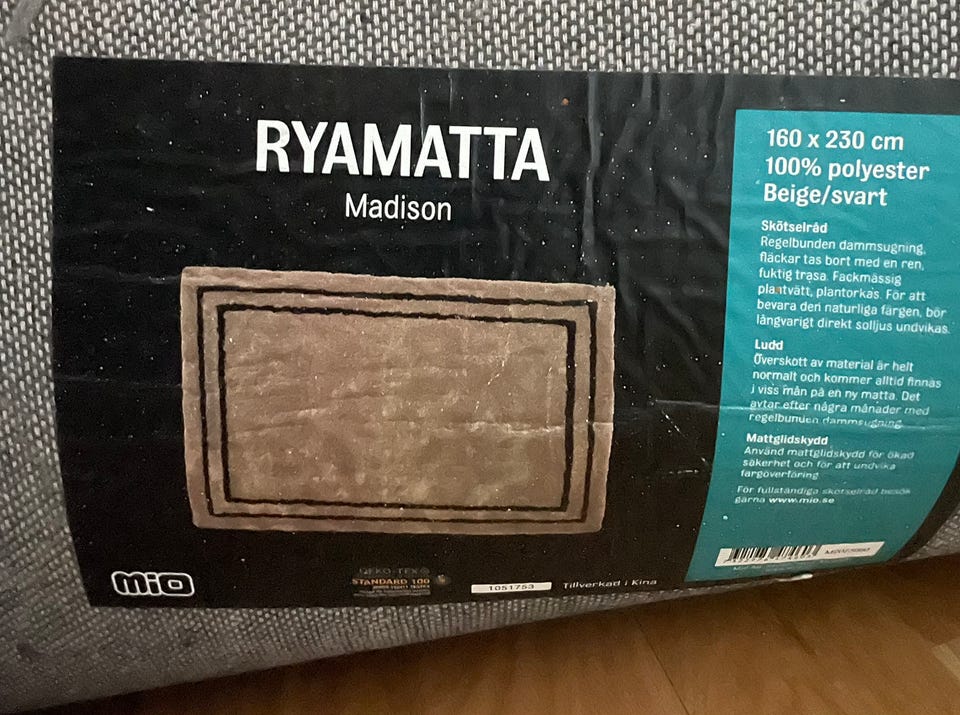 RYAMATTA
Madison
160 x 230 cm
100% polyester
Beige/svart
Skötselråd
Regelbunden dammsugning,
fläckar tas bort med en ren,
fuktig trasa. Fackmässig
plantvätt, plantorkas. För att
bevara den naturliga färgen, bör
långvarigt direkt solljus undvikas.
Ludd
Överskott av material är helt
normalt och kommer alltid finnas
i viss mån på en ny matta. Det
avtar efter några månader med
regelbunden dammsugning.
Mattglidskydd
Använd mattglidskydd för ökad
säkerhet och för att undvika
färgöverföring
För fullständiga skötselråd besök
gärna www.mio.se
MiO
OEKO-TEX®
STANDARD 100
1051753
Tillverkad i Kina